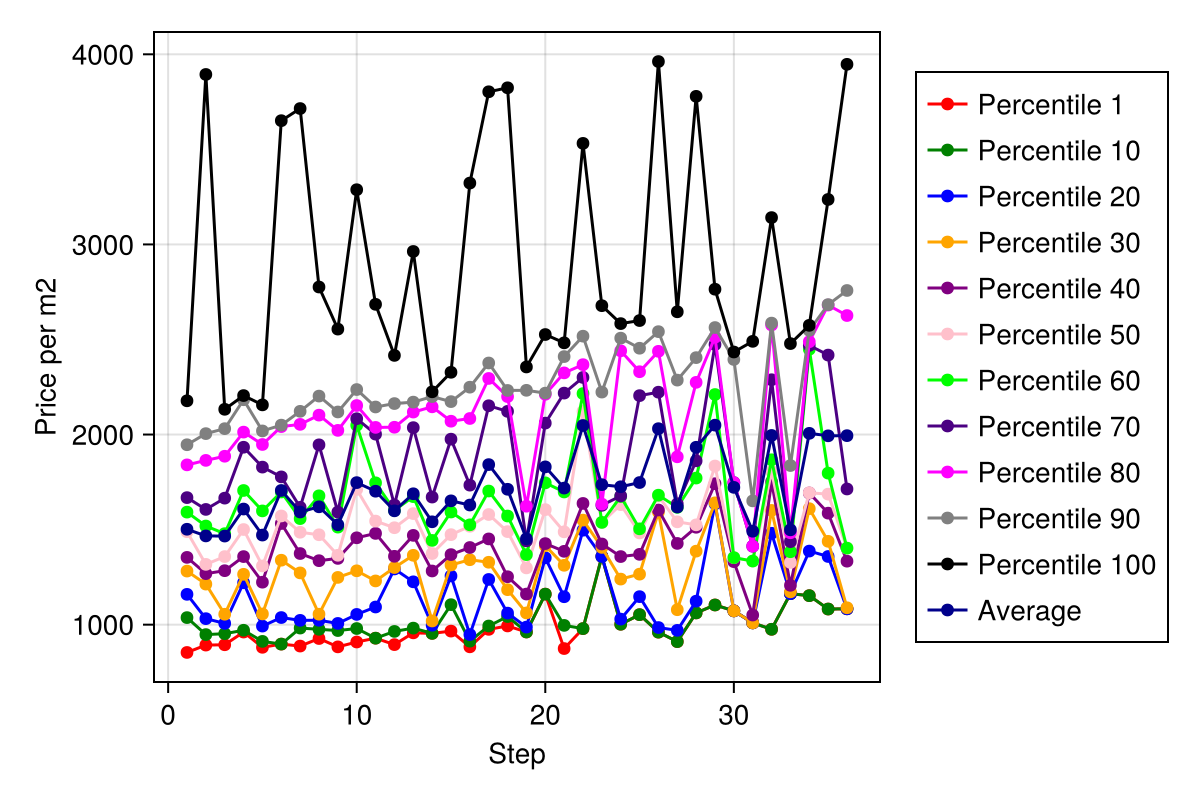 4000
3000
2000
1000
Price per m2
0 10 20 30
Step
Percentile 1
Percentile 10
Percentile 20
Percentile 30
Percentile 40
Percentile 50
Percentile 60
Percentile 70
Percentile 80
Percentile 90
Percentile 100
Average